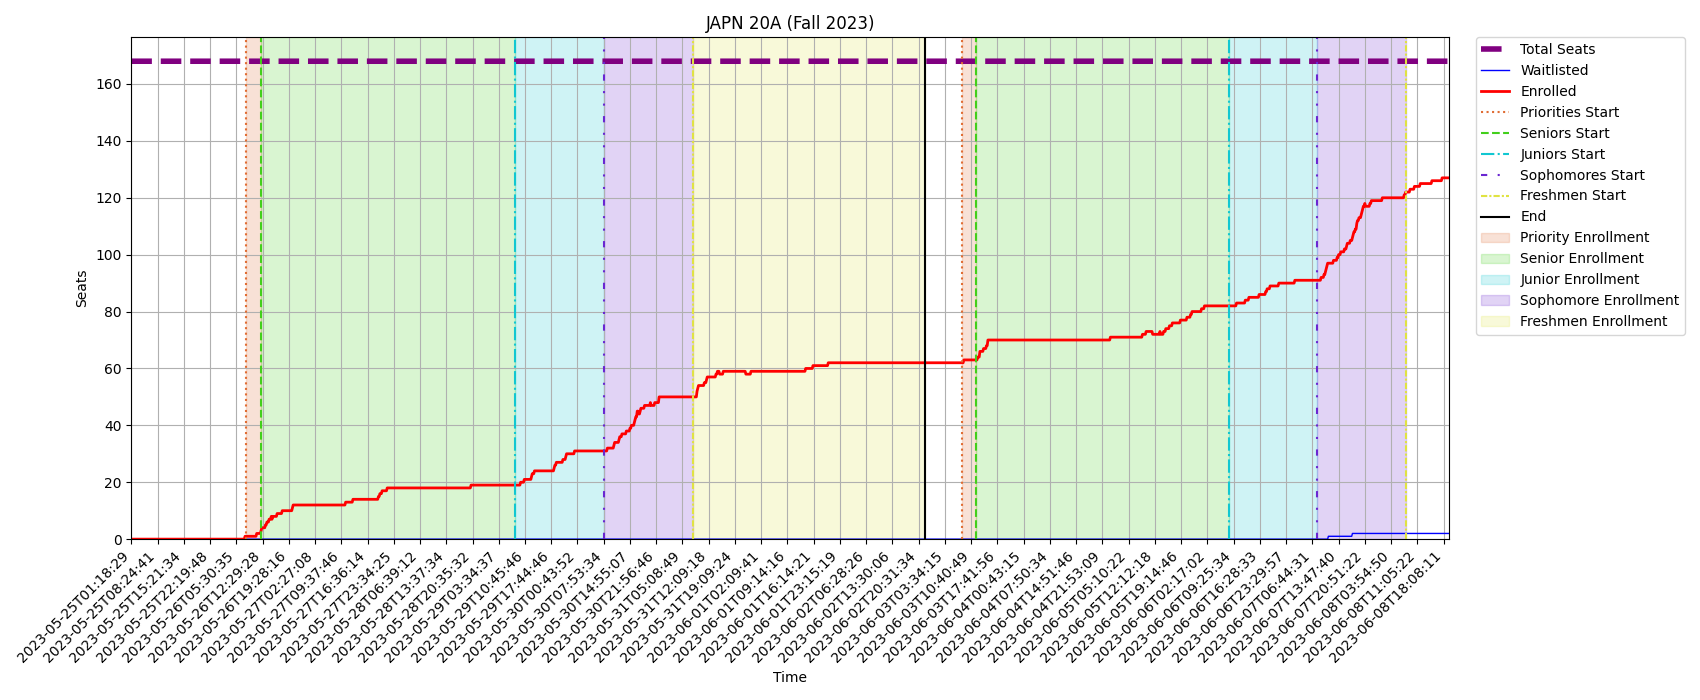 JAPN 20A (Fall 2023)
Seats
160
140
120
100
80
60
40
20
0
2023-05-25T01:18:29
2023-05-25T08:24:41
2023-05-25T15:21:34
2023-05-25T22:19:48
2023-05-26T05:30:35
2023-05-26T12:29:28
2023-05-26T19:28:16
2023-05-27T02:27:08
2023-05-27T09:37:46
2023-05-27T16:36:14
2023-05-27T23:34:25
2023-05-28T06:39:12
2023-05-28T13:37:34
2023-05-28T20:35:32
2023-05-29T03:34:37
2023-05-29T10:45:46
2023-05-29T17:44:46
2023-05-30T00:43:52
2023-05-30T07:53:34
2023-05-30T14:55:07
2023-05-30T21:56:46
2023-05-31T05:08:49
2023-05-31T12:09:18
2023-05-31T19:09:24
2023-06-01T02:09:41
2023-06-01T09:14:16
2023-06-01T16:14:21
2023-06-01T23:15:19
2023-06-02T06:28:26
2023-06-02T13:30:06
2023-06-02T20:31:34
2023-06-03T03:34:15
2023-06-03T10:40:49
2023-06-03T17:41:56
2023-06-04T00:43:15
2023-06-04T07:50:34
2023-06-04T14:51:46
2023-06-04T21:53:09
2023-06-05T05:10:22
2023-06-05T12:12:18
2023-06-05T19:14:46
2023-06-06T02:17:02
2023-06-06T09:25:34
2023-06-06T16:28:33
2023-06-06T23:29:57
2023-06-07T06:44:31
2023-06-07T13:47:40
2023-06-07T20:51:22
2023-06-08T03:54:50
2023-06-08T11:05:22
2023-06-08T18:08:11
Time
Total Seats
Waitlisted
Enrolled
Priorities Start
Seniors Start
Juniors Start
Sophomores Start
Freshmen Start
End
Priority Enrollment
Senior Enrollment
Junior Enrollment
Sophomore Enrollment
Freshmen Enrollment